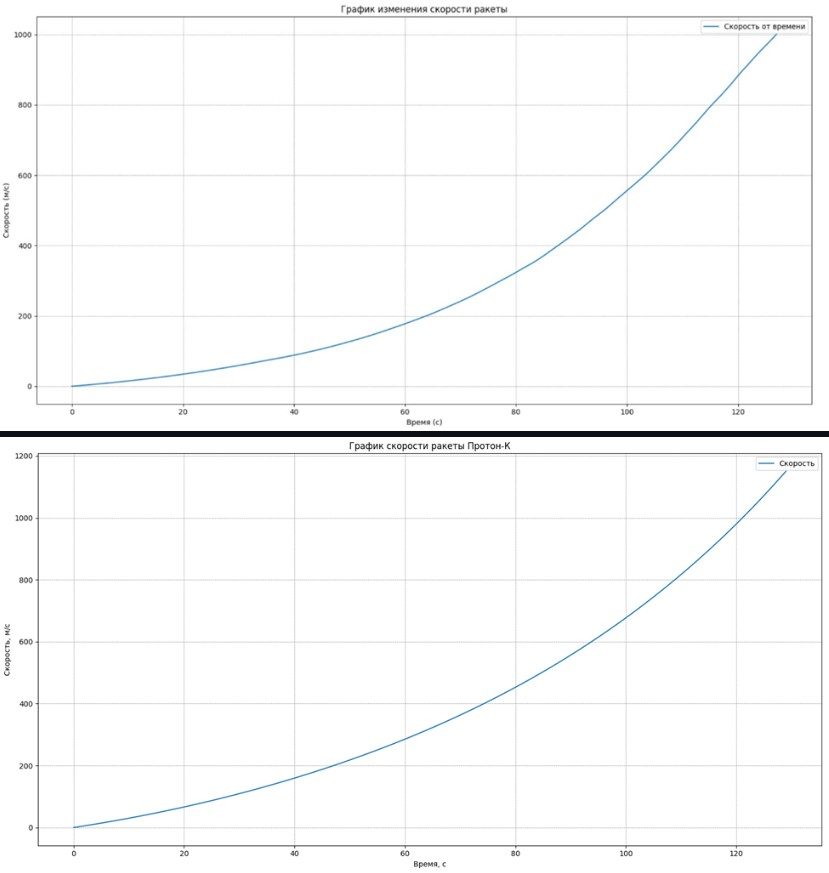 График изменения скорости ракеты
Скорость от времени
1000
800
600
400
200
0
Скорость (м/с)
0 20 40 60 80 100 120
Время (с)
График скорости ракеты Протон-К
Скорость
1200
1000
800
600
400
200
0
Скорость, м/с
0 20 40 60 80 100 120
Время, с